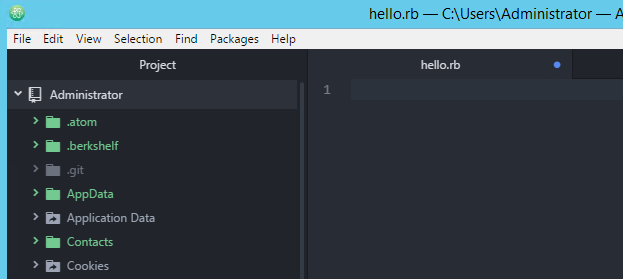 hello.rb — C:\Users\Administrator — A
File Edit View Selection Find Packages Help
Project
hello.rb
Administrator
1
.atom
.berkshelf
.git
AppData
Application Data
Contacts
Cookies